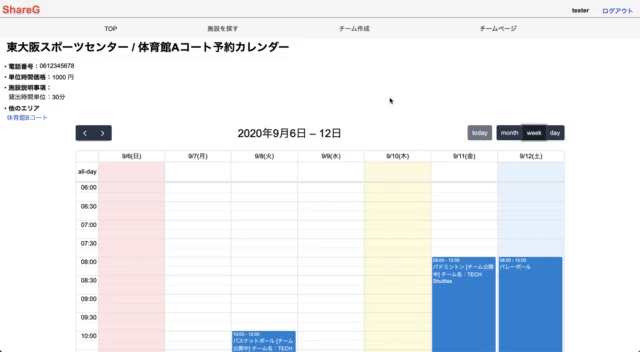 ShareG
tester ログアウト
TOP 施設を探す チーム作成 チームページ
東大阪スポーツセンター / 体育館Aコート予約カレンダー
・電話番号：0612345678
・単位時間価格：1000 円
・施設説明事項：
貸出時間単位：30分
・他のエリア
体育館Bコート
2020年9月6日 – 12日
today month week day
9/6(日) 9/7(月) 9/8(火) 9/9(水) 9/10(木) 9/11(金) 9/12(土)
all-day
06:00
06:30
07:00
07:30
08:00
08:00 - 12:00
バドミントン [チーム公開
中] チーム名：TECH
Shuttles
08:00 - 12:00
バレーボール
08:30
09:00
09:30
10:00
10:00 - 12:00
バスケットボール [チーム
公開中] チーム名：TECH